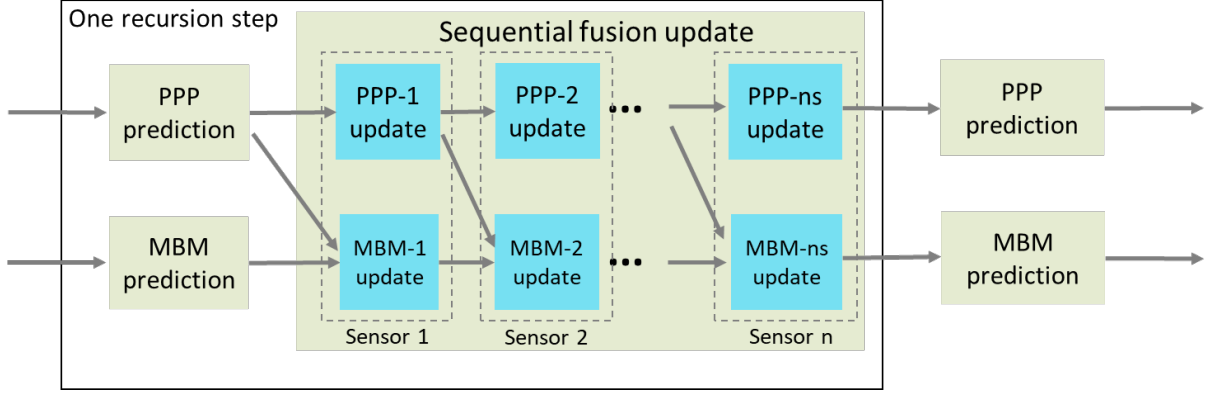 One recursion step
Sequential fusion update
PPP
prediction
PPP-1
update
PPP-2
update
...
PPP-ns
update
PPP
prediction
MBM
prediction
MBM-1
update
MBM-2
update
...
MBM-ns
update
MBM
prediction
Sensor 1
Sensor 2
Sensor n